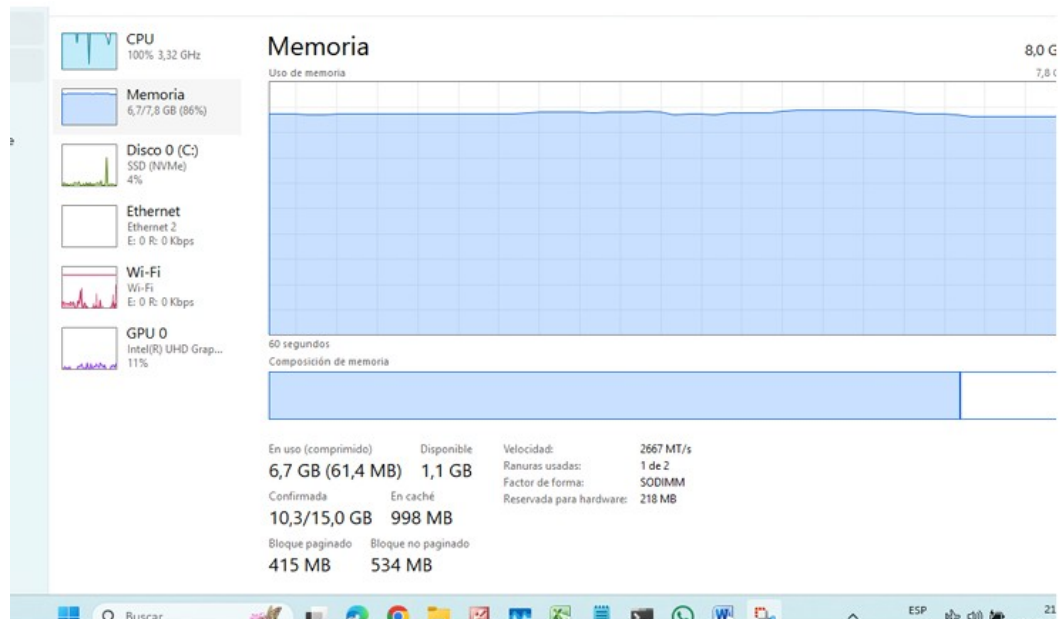 CPU
100% 3,32 GHz
Memoria
6,7/7,8 GB (86%)
Disco 0 (C:)
SSD (NVMe)
4%
Ethernet
Ethernet 2
E: 0 R: 0 Kbps
Wi-Fi
Wi-Fi
E: 0 R: 0 Kbps
GPU 0
Intel(R) UHD Grap...
11%
Memoria
8,0 G
Uso de memoria
7,8
60 segundos
Composición de memoria
En uso (comprimido) Disponible
6,7 GB (61,4 MB) 1,1 GB
Confirmada En caché
10,3/15,0 GB 998 MB
Bloque paginado Bloque no paginado
415 MB 534 MB
Velocidad: 2667 MT/s
Ranuras usadas: 1 de 2
Factor de forma: SODIMM
Reservada para hardware: 218 MB
Buscar
ESP
21